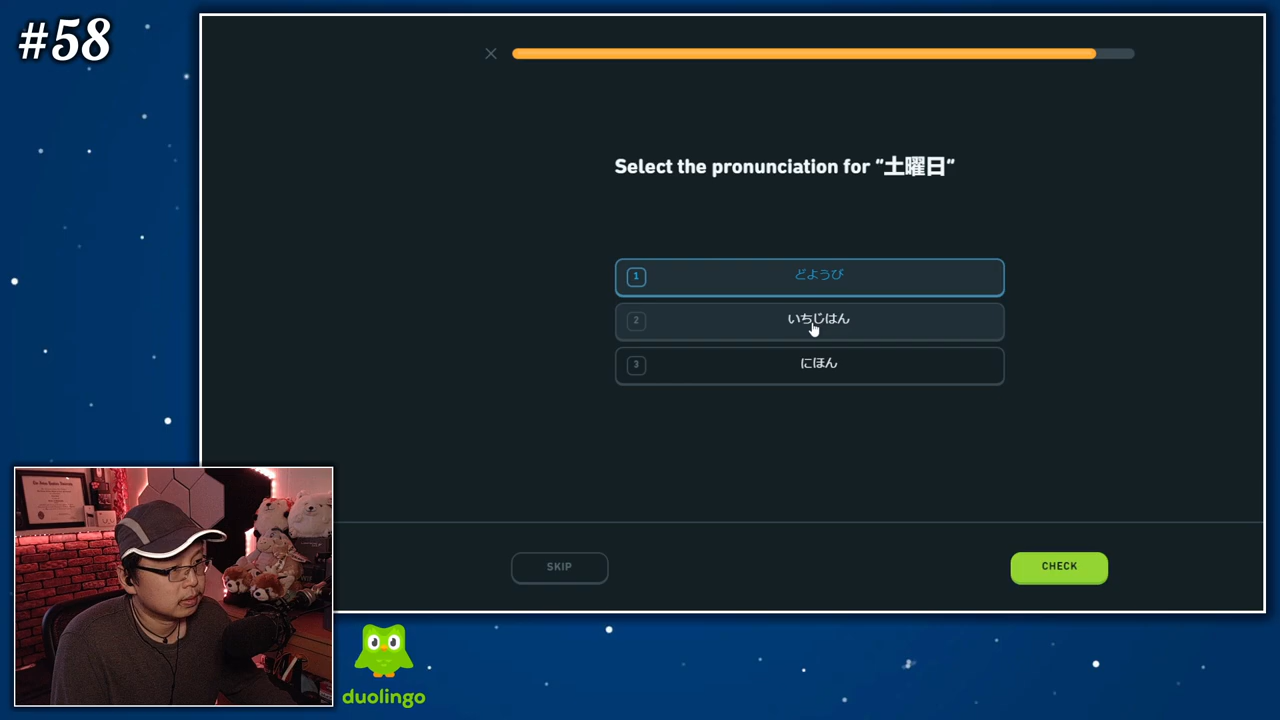 #58
Select the pronunciation for “土曜日”
1 どようび
2 いちじはん
3 にほん
SKIP
CHECK
duolingo